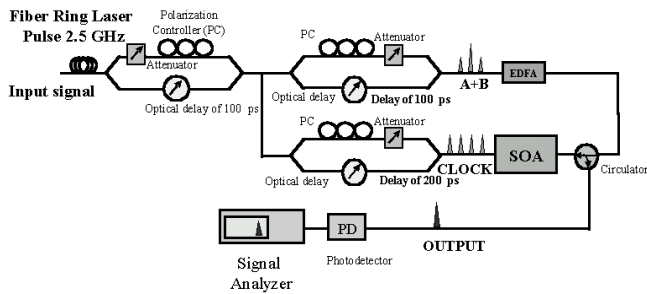 Fiber Ring Laser
Pulse 2.5 GHz
Polarization
Controller (PC)
Attenuator
Input signal
Optical delay of 100 ps
PC
Attenuator
Optical delay
Delay of 100 ps
A+B
EDFA
PC
Attenuator
Optical delay
Delay of 200 ps
CLOCK
SOA
Circulator
PD
OUTPUT
Signal
Analyzer
Photodetector